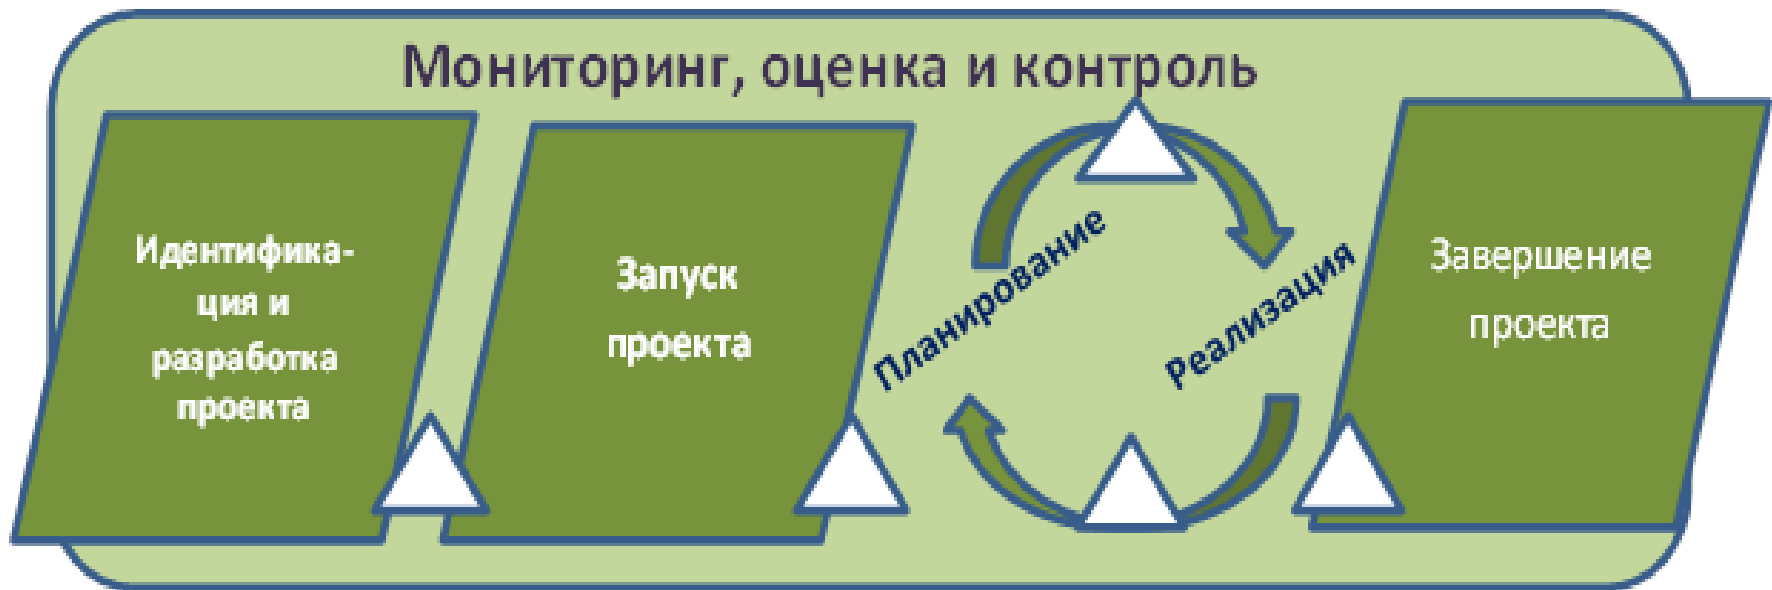 Мониторинг, оценка и контроль
Идентифика-
ция и
разработка
проекта
Запуск
проекта
Планирование
Реализация
Завершение
проекта